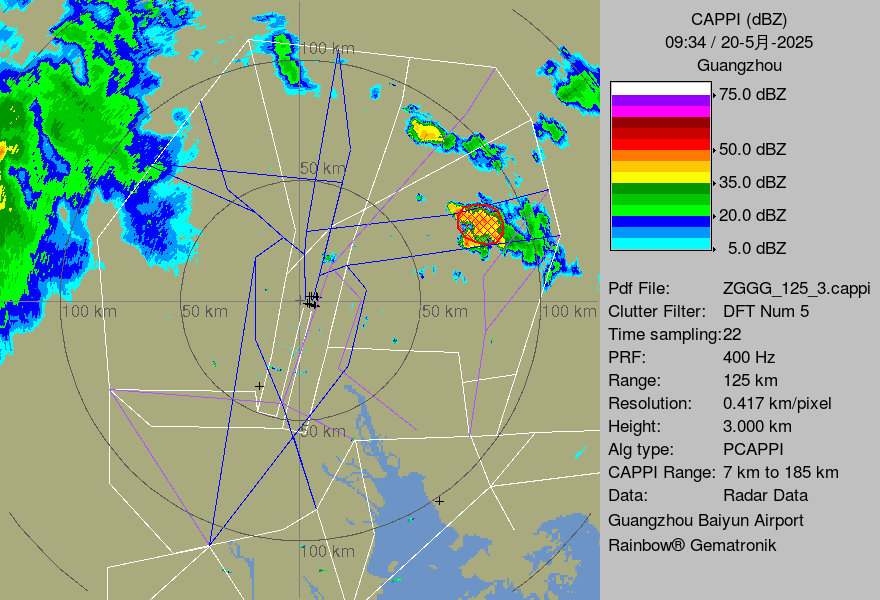 CAPPI (dBZ)
09:34 / 20-5月-2025
Guangzhou
75.0 dBZ
50.0 dBZ
35.0 dBZ
20.0 dBZ
5.0 dBZ
Pdf File: ZGGG_125_3.cappi
Clutter Filter: DFT Num 5
Time sampling:22
PRF: 400 Hz
Range: 125 km
Resolution: 0.417 km/pixel
Height: 3.000 km
Alg type: PCAPPI
CAPPI Range: 7 km to 185 km
Data: Radar Data
Guangzhou Baiyun Airport
Rainbow® Gematronik
100 km
50 km
100 km
50 km
50 km
100 km
50 km
100 km